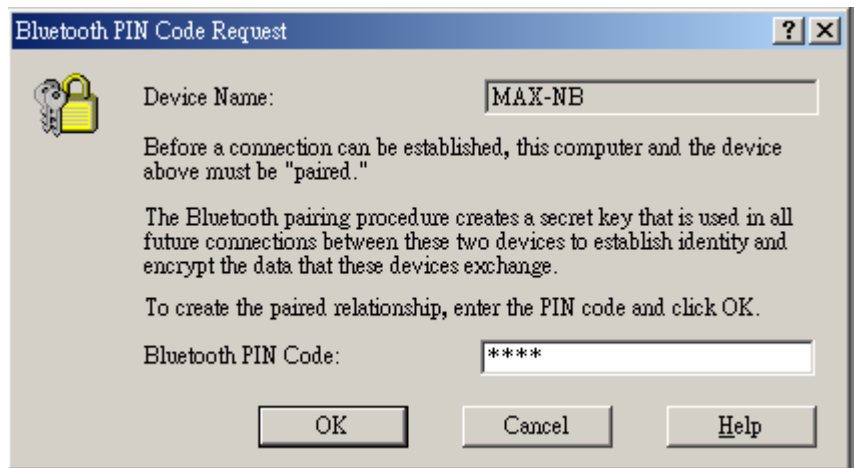 Bluetooth PIN Code Request
Device Name: MAX-NB
Before a connection can be established, this computer and the device
above must be "paired."
The Bluetooth pairing procedure creates a secret key that is used in all
future connections between these two devices to establish identity and
encrypt the data that these devices exchange.
To create the paired relationship, enter the PIN code and click OK.
Bluetooth PIN Code: ****
OK Cancel Help